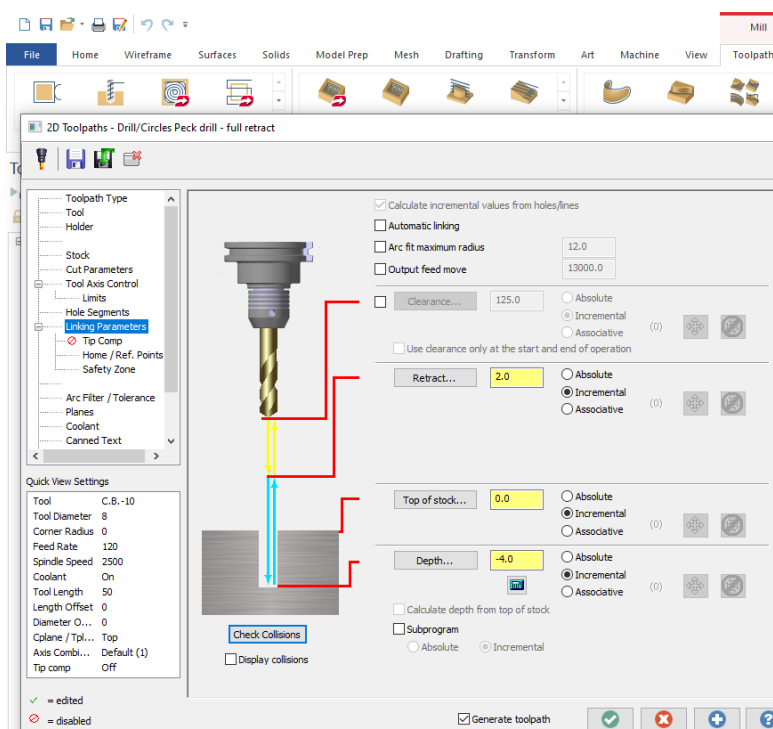 Mill
File Home Wireframe Surfaces Solids Model Prep Mesh Drafting Transform Art Machine View Toolpath
2D Toolpaths - Drill/Circles Peck drill - full retract
To
Toolpath Type
Tool
Holder
Stock
Cut Parameters
Tool Axis Control
Limits
Hole Segments
Linking Parameters
Tip Comp
Home / Ref. Points
Safety Zone
Arc Filter / Tolerance
Planes
Coolant
Canned Text
Quick View Settings
Tool C.B.-10
Tool Diameter 8
Corner Radius 0
Feed Rate 120
Spindle Speed 2500
Coolant On
Tool Length 50
Length Offset 0
Diameter O... 0
Cplane / Tpl... Top
Axis Combi... Default (1)
Tip comp Off
= edited
= disabled
Check Collisions
Display collisions
Calculate incremental values from holes/lines
Automatic linking
Arc fit maximum radius 12.0
Output feed move 13000.0
Clearance... 125.0 Absolute
Incremental
Associative (0)
Use clearance only at the start and end of operation
Retract... 2.0 Absolute
Incremental
Associative (0)
Top of stock... 0.0 Absolute
Incremental
Associative (0)
Depth... -4.0 Absolute
Incremental
Associative (0)
Calculate depth from top of stock
Subprogram
Absolute Incremental
Generate toolpath